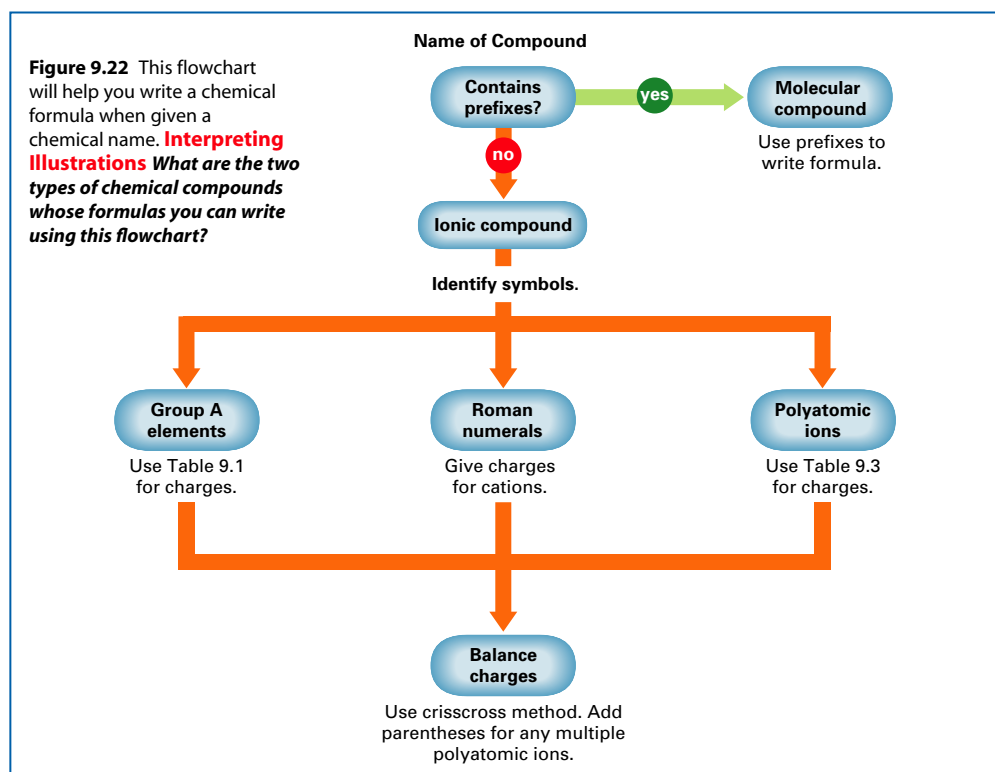 Figure 9.22 This flowchart
will help you write a chemical
formula when given a
chemical name. Interpreting
Illustrations What are the two
types of chemical compounds
whose formulas you can write
using this flowchart?
Name of Compound
Contains
prefixes?
yes
Molecular
compound
Use prefixes to
write formula.
no
Ionic compound
Identify symbols.
Group A
elements
Use Table 9.1
for charges.
Roman
numerals
Give charges
for cations.
Polyatomic
ions
Use Table 9.3
for charges.
Balance
charges
Use crisscross method. Add
parentheses for any multiple
polyatomic ions.